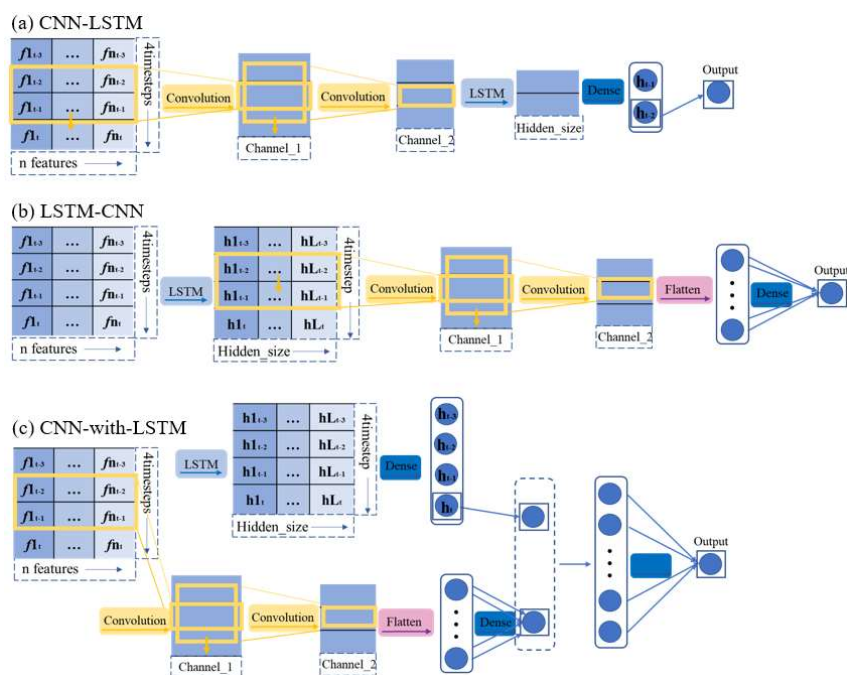 (a) CNN-LSTM
f1t-3 ... fnt-3
f1t-2 ... fnt-2
f1t-1 ... fnt-1
f1t ... fnt
4timesteps
n features
Convolution
Channel_1
Convolution
Channel_2
LSTM
Hidden_size
Dense
ht-1
ht-2
Output
(b) LSTM-CNN
f1t-3 ... fnt-3
f1t-2 ... fnt-2
f1t-1 ... fnt-1
f1t ... fnt
4timesteps
n features
LSTM
h1t-3 ... hLt-3
h1t-2 ... hLt-2
h1t-1 ... hLt-1
h1t ... hLt
4timestep
Hidden_size
Convolution
Channel_1
Convolution
Channel_2
Flatten
Dense
Output
(c) CNN-with-LSTM
f1t-3 ... fnt-3
f1t-2 ... fnt-2
f1t-1 ... fnt-1
f1t ... fnt
4timesteps
n features
LSTM
h1t-3 ... hLt-3
h1t-2 ... hLt-2
h1t-1 ... hLt-1
h1t ... hLt
4timestep
Hidden_size
Dense
ht-3
ht-2
ht-1
ht
Convolution
Channel_1
Convolution
Channel_2
Flatten
Dense
Output